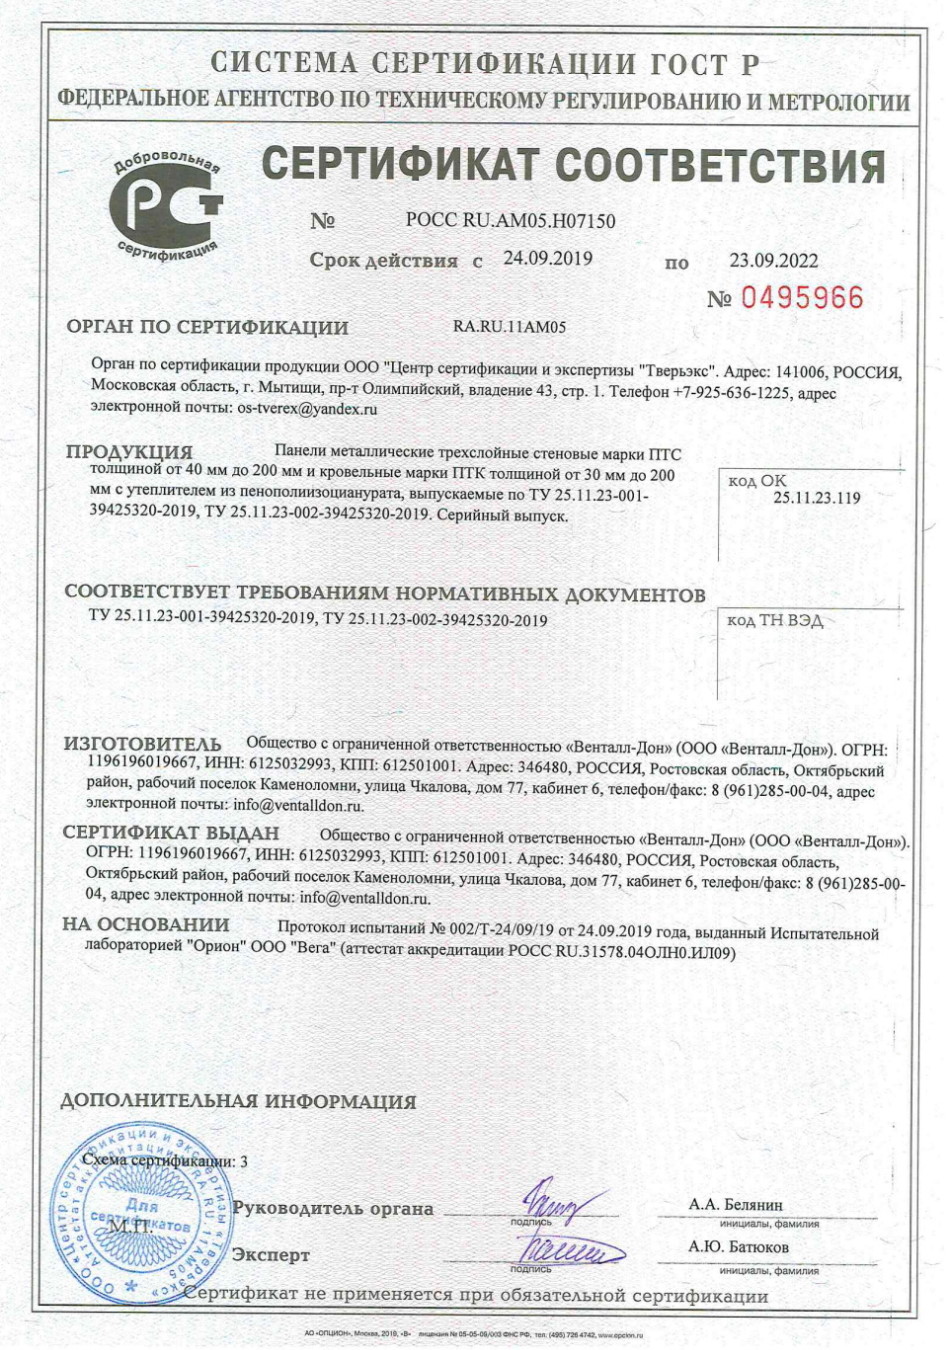 СИСТЕМА СЕРТИФИКАЦИИ ГОСТ Р
ФЕДЕРАЛЬНОЕ АГЕНТСТВО ПО ТЕХНИЧЕСКОМУ РЕГУЛИРОВАНИЮ И МЕТРОЛОГИИ
Добровольная
РСТ
сертификация
СЕРТИФИКАТ СООТВЕТСТВИЯ
№ РОСС RU.АМ05.Н07150
Срок действия с 24.09.2019 по 23.09.2022
№ 0495966
ОРГАН ПО СЕРТИФИКАЦИИ RA.RU.11АМ05
Орган по сертификации продукции ООО "Центр сертификации и экспертизы "Тверьэкс". Адрес: 141006, РОССИЯ,
Московская область, г. Мытищи, пр-т Олимпийский, владение 43, стр. 1. Телефон +7-925-636-1225, адрес
электронной почты: os-tverex@yandex.ru
ПРОДУКЦИЯ Панели металлические трехслойные стеновые марки ПТС
толщиной от 40 мм до 200 мм и кровельные марки ПТК толщиной от 30 мм до 200
мм с утеплителем из пенополиизоцианурата, выпускаемые по ТУ 25.11.23-001-
39425320-2019, ТУ 25.11.23-002-39425320-2019. Серийный выпуск.
код ОК
25.11.23.119
СООТВЕТСТВУЕТ ТРЕБОВАНИЯМ НОРМАТИВНЫХ ДОКУМЕНТОВ
ТУ 25.11.23-001-39425320-2019, ТУ 25.11.23-002-39425320-2019
код ТН ВЭД
ИЗГОТОВИТЕЛЬ Общество с ограниченной ответственностью «Венталл-Дон» (ООО «Венталл-Дон»). ОГРН:
1196196019667, ИНН: 6125032993, КПП: 612501001. Адрес: 346480, РОССИЯ, Ростовская область, Октябрьский
район, рабочий поселок Каменоломни, улица Чкалова, дом 77, кабинет 6, телефон/факс: 8 (961)285-00-04, адрес
электронной почты: info@ventalldon.ru.
СЕРТИФИКАТ ВЫДАН Общество с ограниченной ответственностью «Венталл-Дон» (ООО «Венталл-Дон»).
ОГРН: 1196196019667, ИНН: 6125032993, КПП: 612501001. Адрес: 346480, РОССИЯ, Ростовская область,
Октябрьский район, рабочий поселок Каменоломни, улица Чкалова, дом 77, кабинет 6, телефон/факс: 8 (961)285-00-
04, адрес электронной почты: info@ventalldon.ru.
НА ОСНОВАНИИ Протокол испытаний № 002/Т-24/09/19 от 24.09.2019 года, выданный Испытательной
лабораторией "Орион" ООО "Вега" (аттестат аккредитации РОСС RU.31578.04ОЛН0.ИЛ09)
ДОПОЛНИТЕЛЬНАЯ ИНФОРМАЦИЯ
Схема сертификации: 3
ООО «Центр сертификации и экспертизы «Тверьэкс»
Аттестат аккредитации RA.RU.11АМ05
Для
сертификатов
М.П.
Руководитель органа
подпись
А.А. Белянин
инициалы, фамилия
Эксперт
подпись
А.Ю. Батюков
инициалы, фамилия
Сертификат не применяется при обязательной сертификации
АО «ОПЦИОН», Москва, 2019, «В» лицензия № 05-05-09/003 ФНС РФ, тел. (495) 726 4742, www.opcion.ru